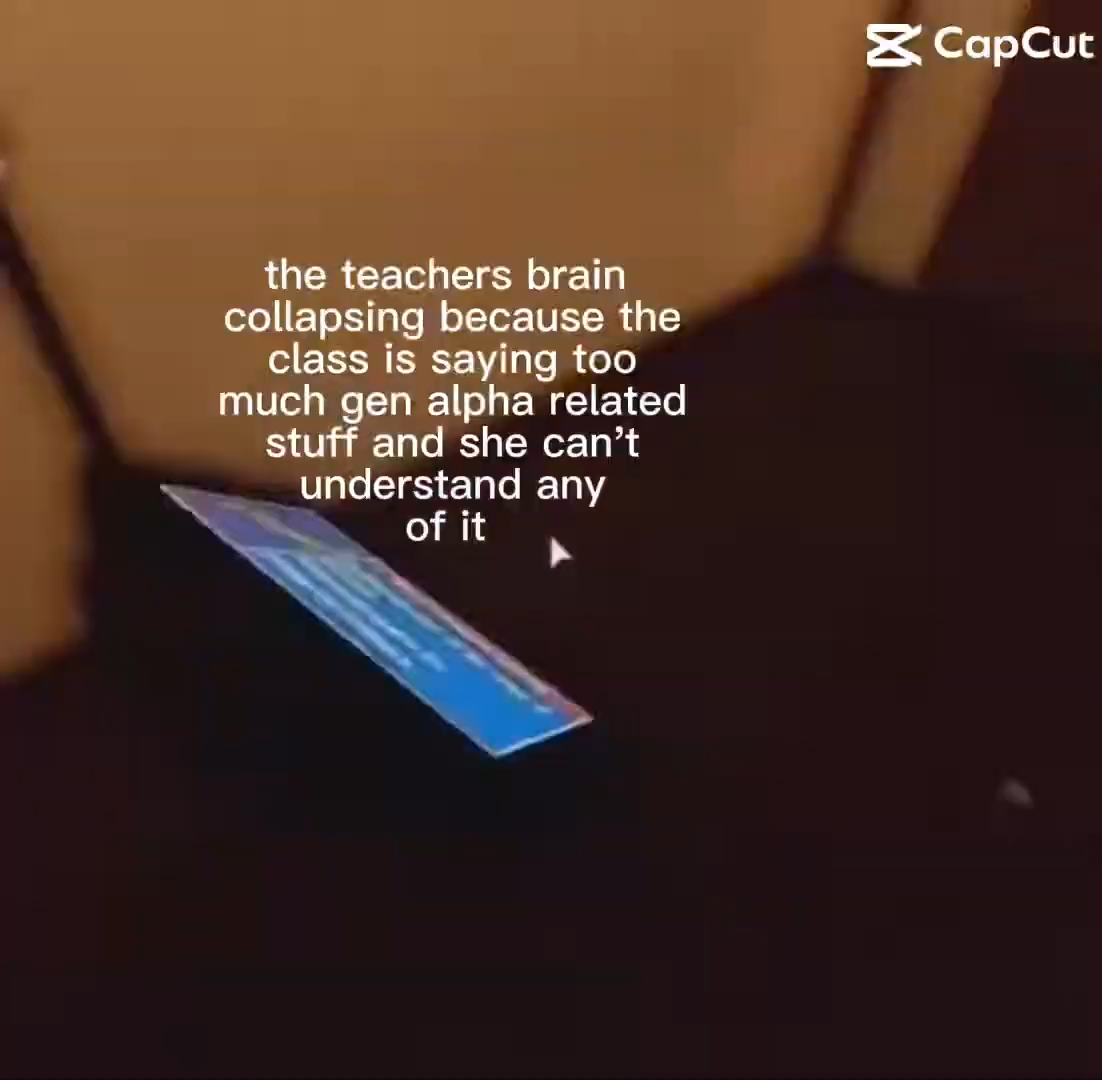 CapCut
the teachers brain
collapsing because the
class is saying too
much gen alpha related
stuff and she can’t
understand any
of it